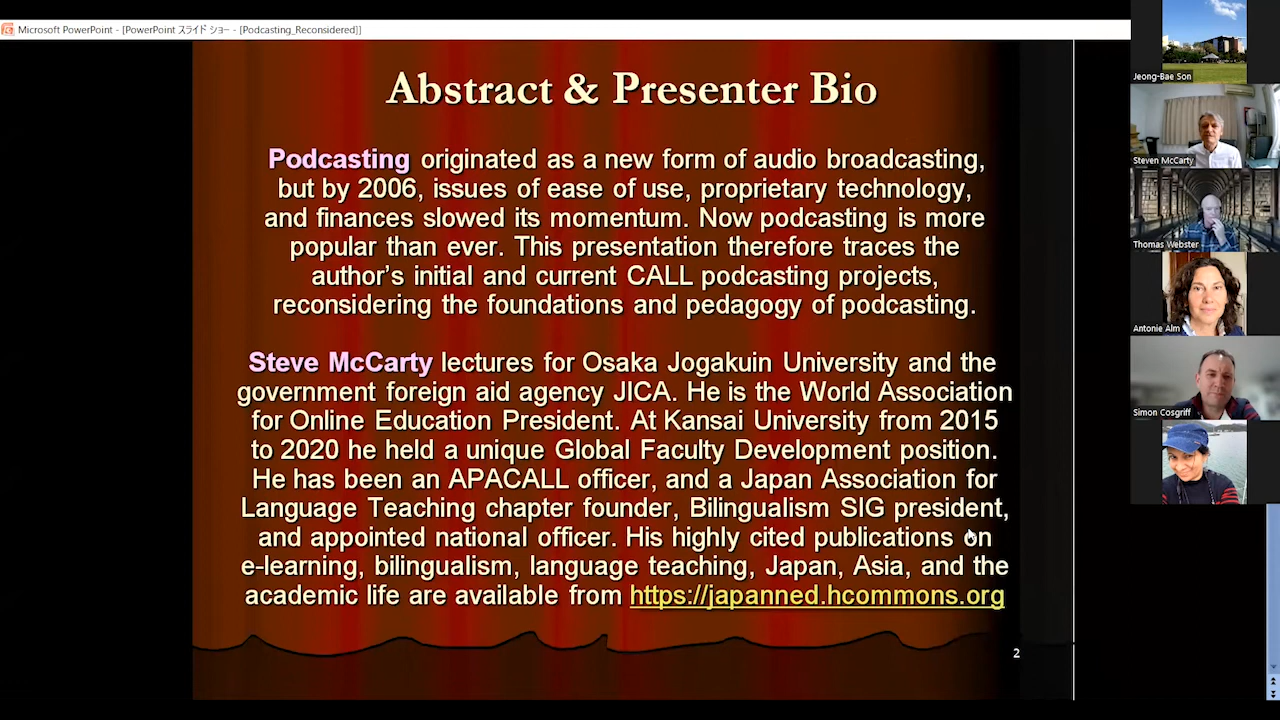 Microsoft PowerPoint - [PowerPoint スライド ショー - [Podcasting_Reconsidered]]
Abstract & Presenter Bio
Podcasting originated as a new form of audio broadcasting,
but by 2006, issues of ease of use, proprietary technology,
and finances slowed its momentum. Now podcasting is more
popular than ever. This presentation therefore traces the
author's initial and current CALL podcasting projects,
reconsidering the foundations and pedagogy of podcasting.
Steve McCarty lectures for Osaka Jogakuin University and the
government foreign aid agency JICA. He is the World Association
for Online Education President. At Kansai University from 2015
to 2020 he held a unique Global Faculty Development position.
He has been an APACALL officer, and a Japan Association for
Language Teaching chapter founder, Bilingualism SIG president,
and appointed national officer. His highly cited publications on
e-learning, bilingualism, language teaching, Japan, Asia, and the
academic life are available from https://japanned.hcommons.org
2
Jeong-Bae Son
Steven McCarty
Thomas Webster
Antonie Alm
Simon Cosgriff